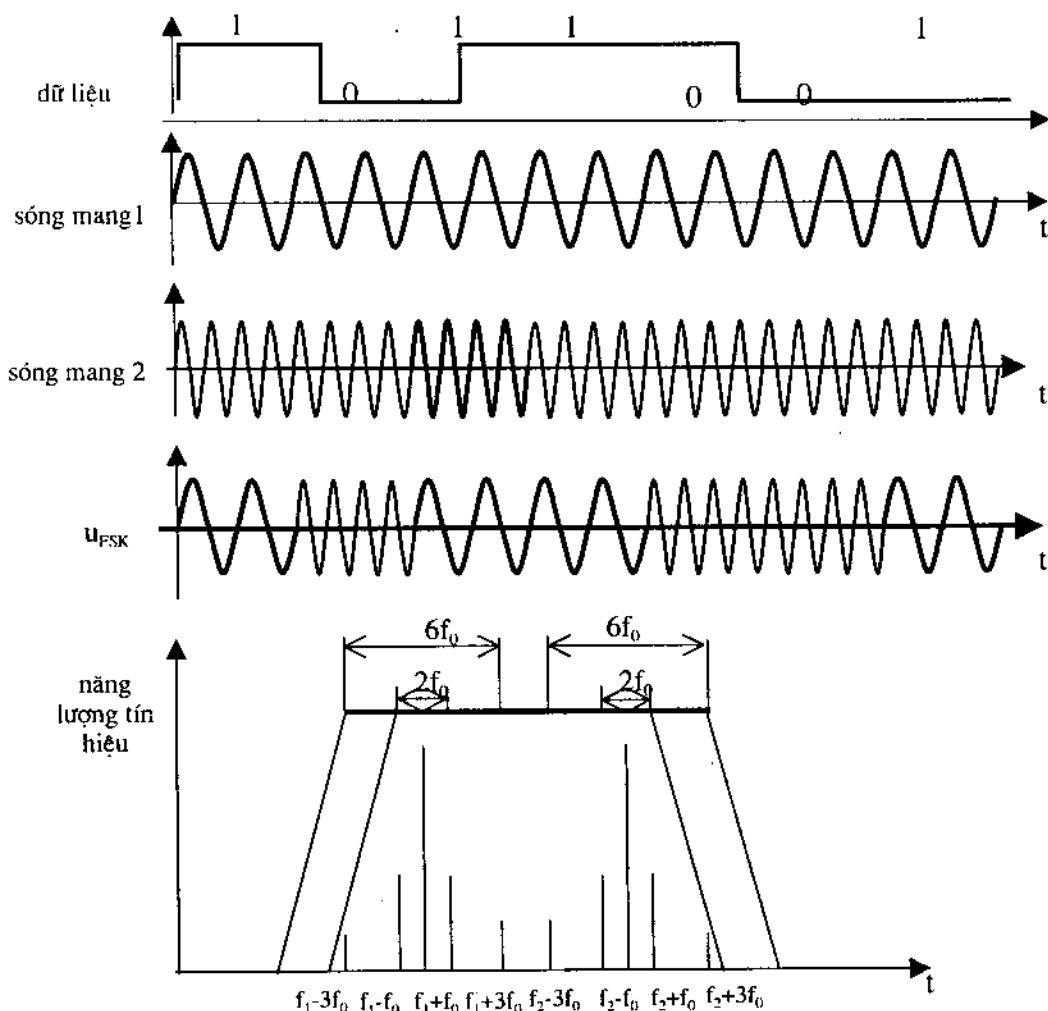 1 1 1 1
dữ liệu 0 0 0
sóng mang1
t
sóng mang 2
t
u_FSK
t
6f₀ 6f₀
2f₀ 2f₀
năng
lượng tín
hiệu
f₁-3f₀ f₁-f₀ f₁+f₀ f₁+3f₀ f₂-3f₀ f₂-f₀ f₂+f₀ f₂+3f₀
t